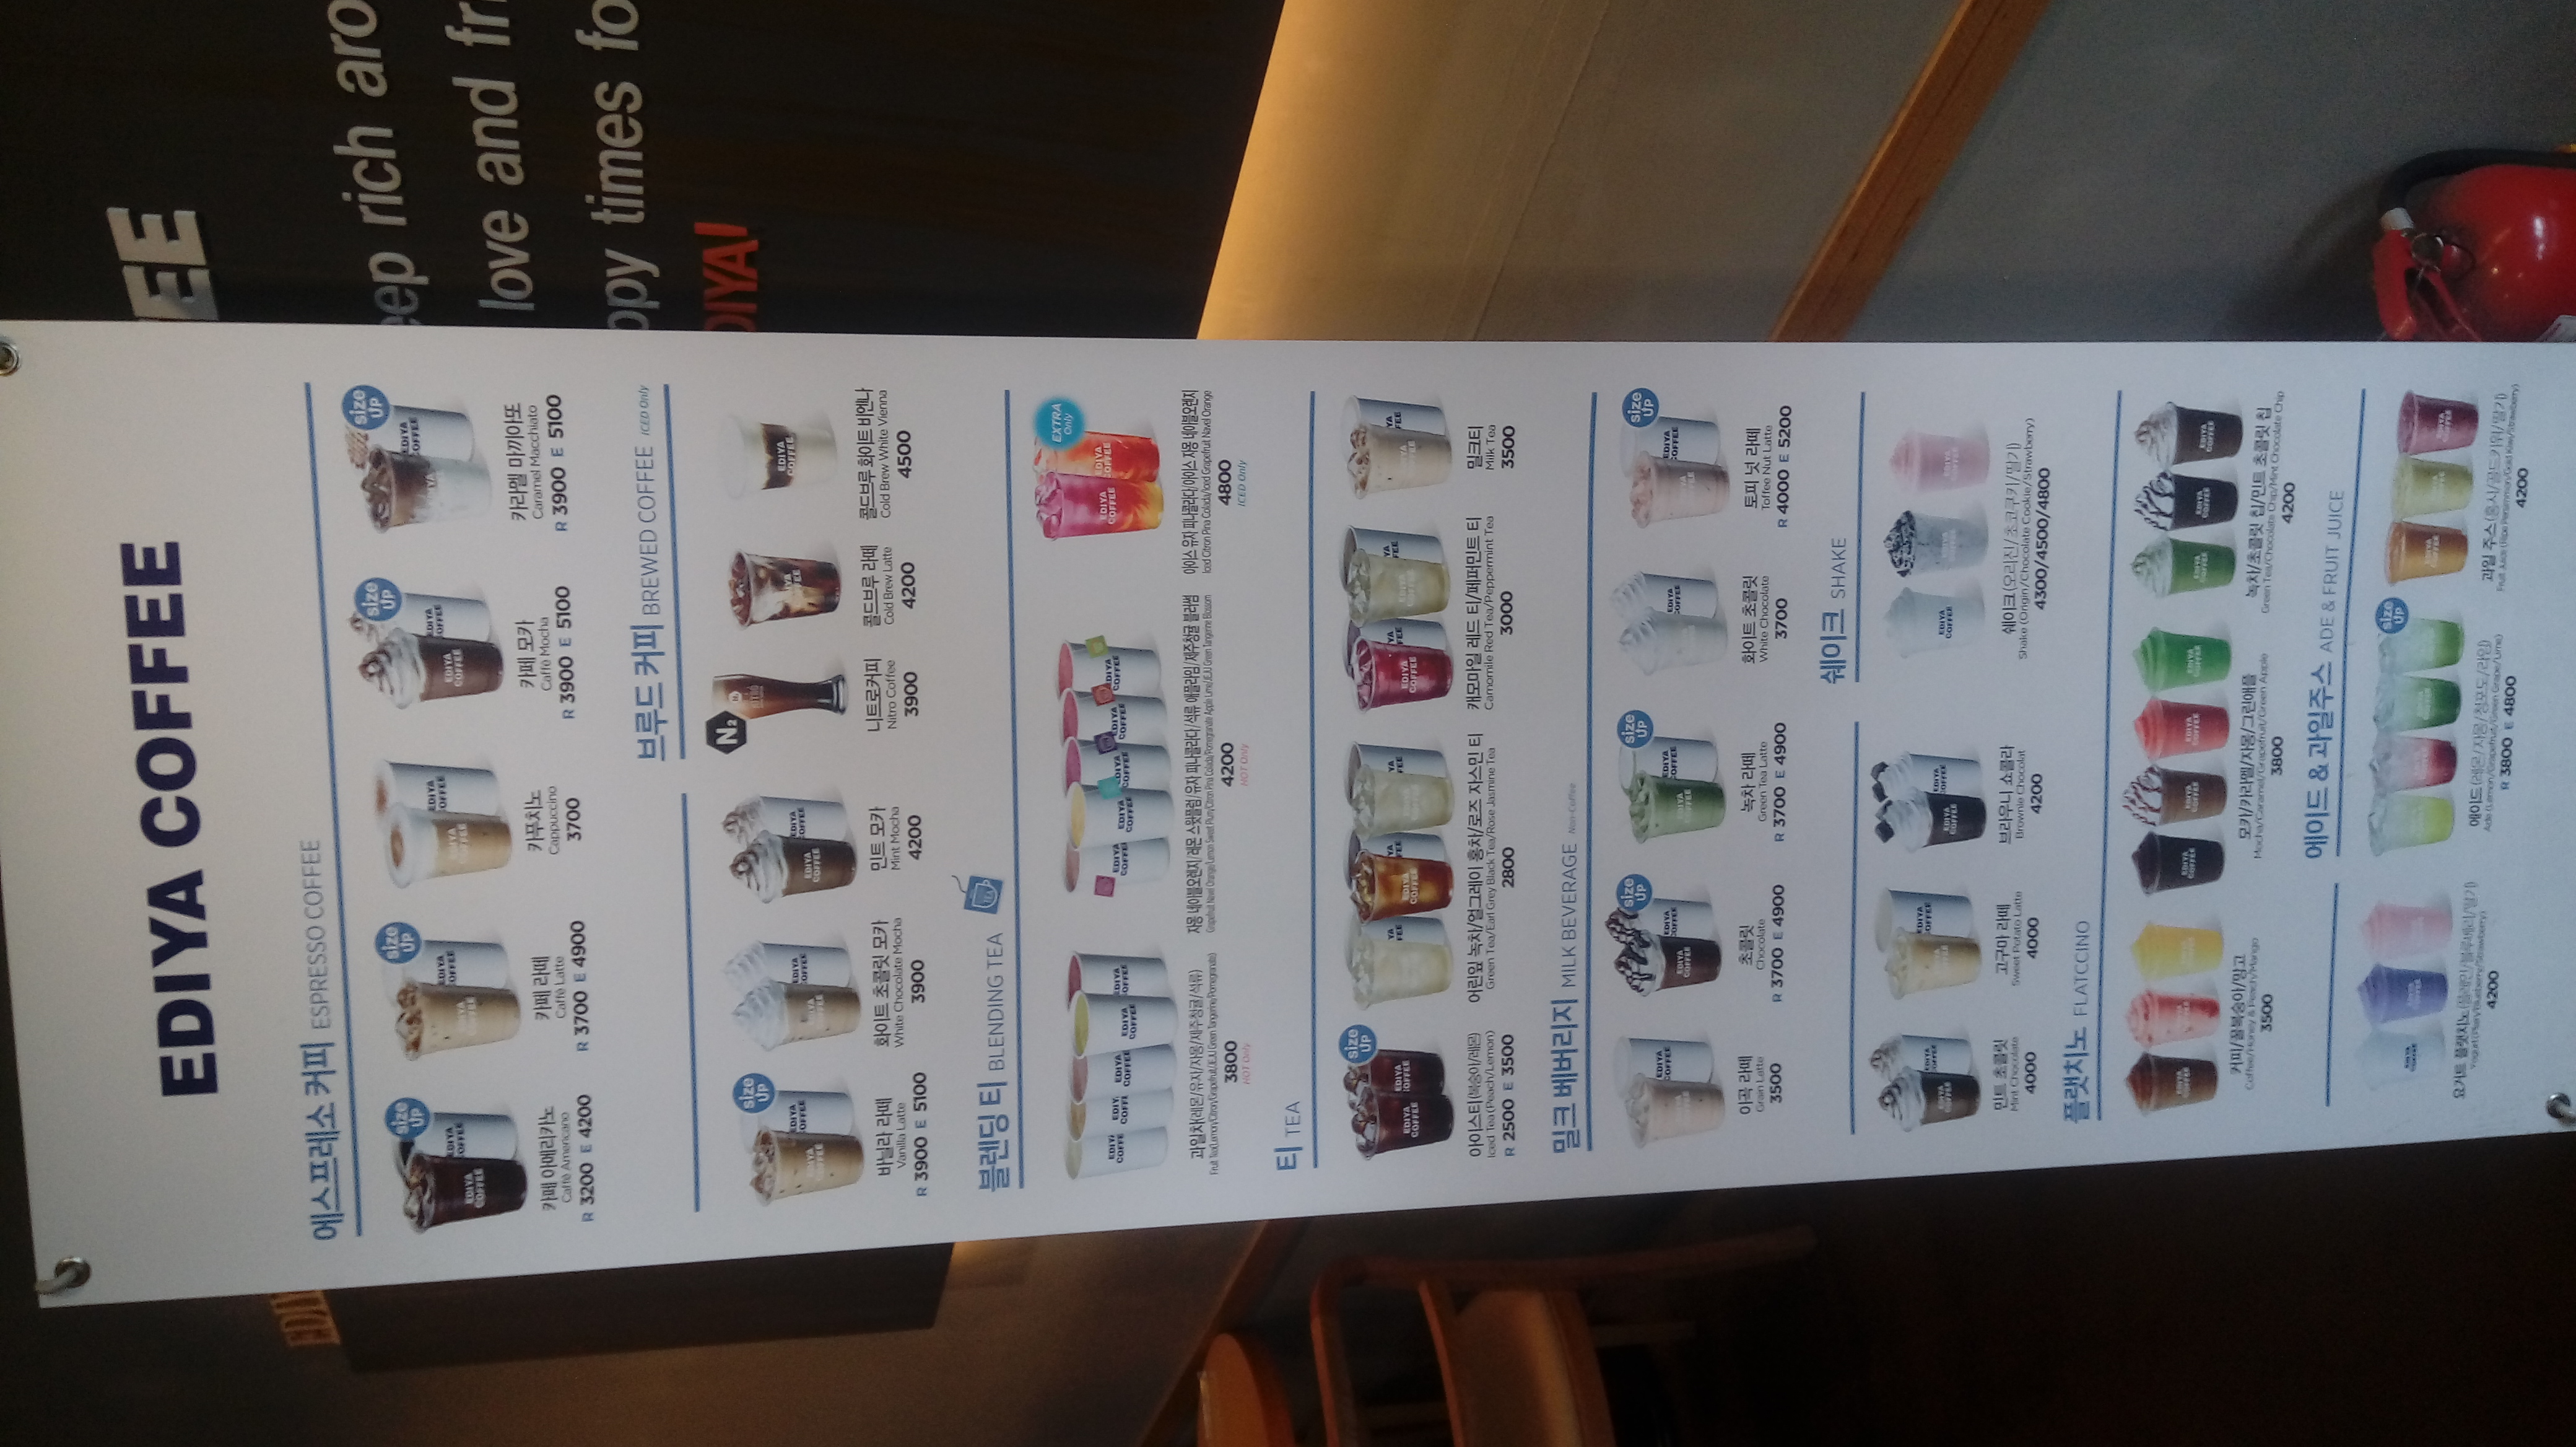 EDIYA COFFEE
에스프레소 커피 ESPRESSO COFFEE
size UP
size UP
size UP
size UP
카페 아메리카노
Caffé Americano
R 3200 E 4200
카페 라떼
Caffé Latte
R 3700 E 4900
카푸치노
Cappuccino
3700
카페 모카
Caffé Mocha
R 3900 E 5100
카라멜 마끼아또
Caramel Macchiato
R 3900 E 5100
브루드 커피 BREWED COFFEE ICED Only
size UP
N₂
바닐라 라떼
Vanilla Latte
R 3900 E 5100
화이트 초콜릿 모카
White Chocolate Mocha
3900
민트 모카
Mint Mocha
4200
니트로커피
Nitro Coffee
3900
콜드브루 라떼
Cold Brew Latte
4200
콜드브루 화이트 비엔나
Cold Brew White Vienna
4500
블렌딩 티 BLENDING TEA
EXTRA Only
과일차(레몬/유자/자몽/제주청귤/석류)
Fruit Tea(Lemon/Citron/Grapefruit/JEJU Green Tangerine/Pomegranate)
3800
HOT Only
자몽 네이블오렌지/레몬 스윗플럼/유자 피나콜라다/석류 애플라임/제주청귤 블라썸
Grapefruit Navel Orange/Lemon Sweet Plum/Citron Pina Colada/Pomegranate Apple Lime/JEJU Green Tangerine Blossom
4200
HOT Only
아이스 유자 피나콜라다/아이스 자몽 네이블오렌지
Iced Citron Pina Colada/Iced Grapefruit Navel Orange
4800
ICED Only
티 TEA
size UP
아이스티(복숭아/레몬)
Iced Tea (Peach/Lemon)
R 2500 E 3500
어린잎 녹차/얼그레이 홍차/로즈 자스민 티
Green Tea/Earl Grey Black Tea/Rose Jasmine Tea
2800
캐모마일 레드 티/페퍼민트 티
Camomile Red Tea/Peppermint Tea
3000
밀크티
Milk Tea
3500
밀크 베버리지 MILK BEVERAGE Non-Coffee
size UP
size UP
size UP
이곡 라떼
Grain Latte
3500
초콜릿
Chocolate
R 3700 E 4900
녹차 라떼
Green Tea Latte
R 3700 E 4900
화이트 초콜릿
White Chocolate
3700
토피 넛 라떼
Toffee Nut Latte
R 4000 E 5200
쉐이크 SHAKE
민트 초콜릿
Mint Chocolate
4000
고구마 라떼
Sweet Potato Latte
4000
브라우니 쇼콜라
Brownie Chocolat
4200
쉐이크(오리진/초코쿠키/딸기)
Shake (Origin/Chocolate Cookie/Strawberry)
4300/4500/4800
플랫치노 FLATCCINO
커피/꿀복숭아/망고
Coffee/Honey & Peach/Mango
3500
모카/카라멜/자몽/그린애플
Mocha/Caramel/Grapefruit/Green Apple
3800
녹차/초콜릿 칩/민트 초콜릿 칩
Green Tea/Chocolate Chip/Mint Chocolate Chip
4200
에이드 & 과일주스 ADE & FRUIT JUICE
size UP
요거트 플랫치노(플레인/블루베리/딸기)
Yogurt (Plain/Blueberry/Strawberry)
4200
에이드(레몬/자몽/청포도/라임)
Ade (Lemon/Grapefruit/Green Grape/Lime)
R 3800 E 4800
과일 주스(홍시/골드키위/딸기)
Fruit Juice (Ripe Persimmon/Gold Kiwi/Strawberry)
4200
EE
eep rich aro
love and fr
ppy times fo
DIYA!